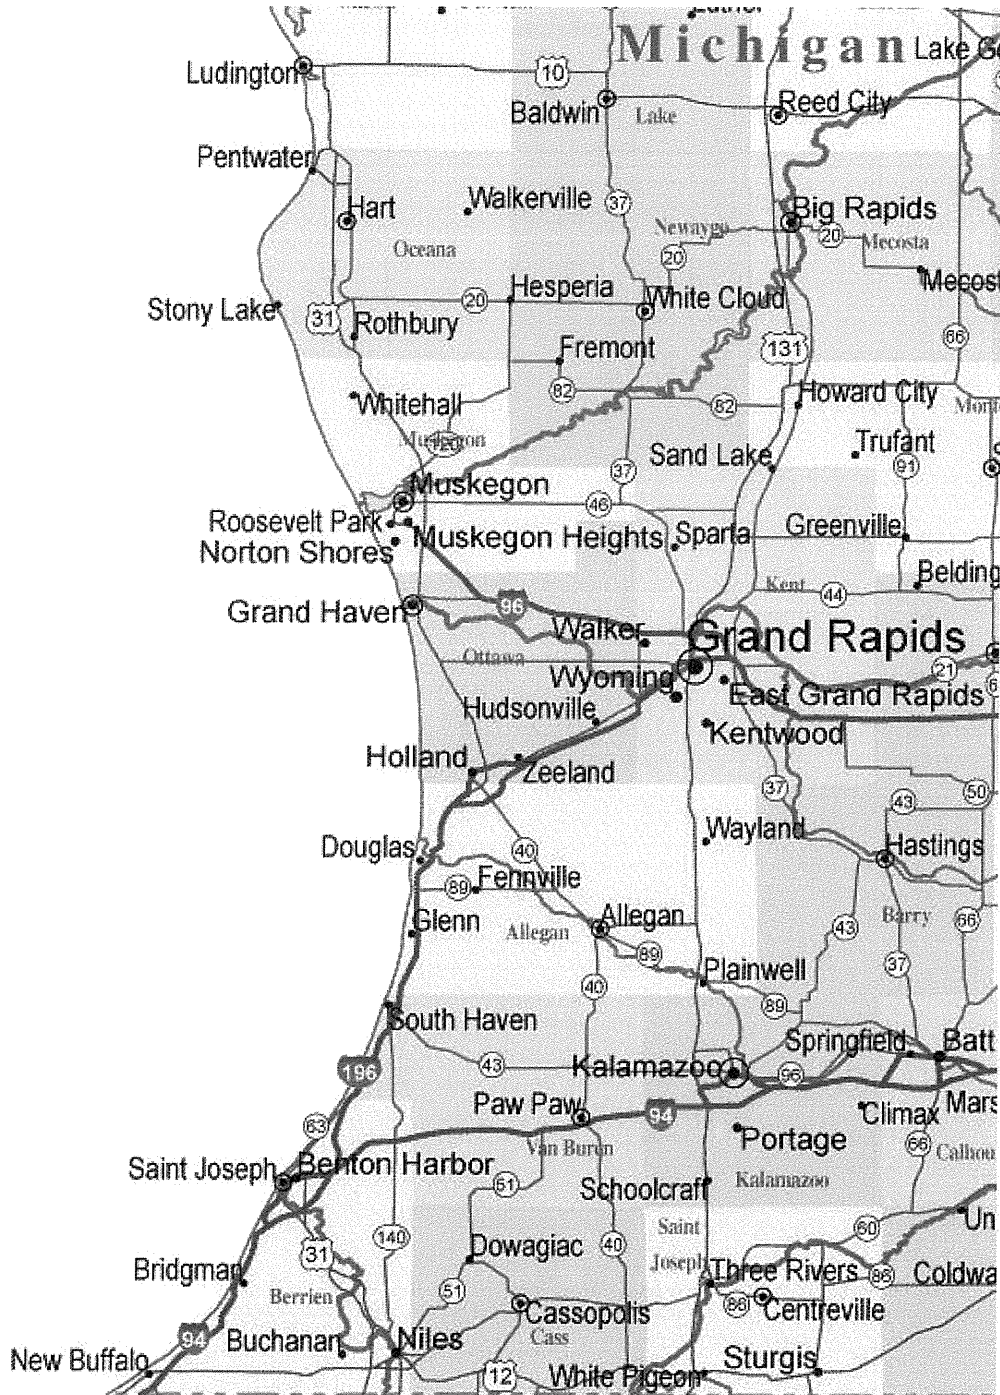 Michigan
Ludington
10
Baldwin
Lake
Reed City
Pentwater
Hart
Walkerville
37
Newaygo
Big Rapids
20
Mecosta
Oceana
20
Stony Lake
31
Rothbury
20
Hesperia
White Cloud
131
66
Fremont
82
Howard City
Whitehall
82
Muskegon
Sand Lake
Trufant
37
91
Muskegon
46
Roosevelt Park
Norton Shores
Muskegon Heights
Sparta
Greenville
Kent
44
Belding
Grand Haven
96
Walker
Grand Rapids
Ottawa
21
Wyoming
East Grand Rapids
Hudsonville
Kentwood
Holland
Zeeland
37
43
50
Wayland
Hastings
Douglas
40
89
Fennville
Glenn
Allegan
Allegan
43
Barry
66
89
37
Plainwell
40
89
South Haven
Springfield
196
43
Kalamazoo
96
Paw Paw
94
Climax
63
Van Buren
Portage
66
Saint Joseph
Benton Harbor
51
Schoolcraft
Kalamazoo
Saint
Joseph
60
140
31
Dowagiac
40
Bridgman
Berrien
51
Three Rivers
86
86
Centreville
Cassopolis
Cass
94
Buchanan
Niles
New Buffalo
12
White Pigeon
Sturgis